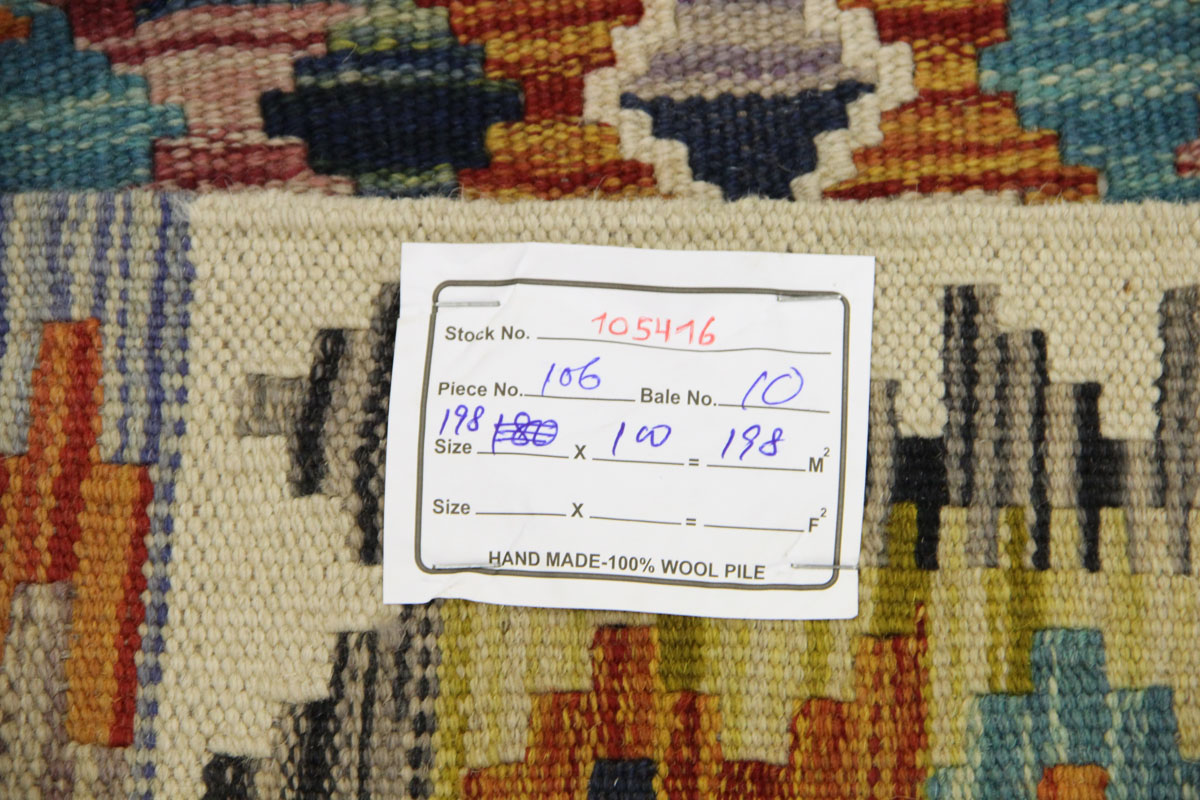 Stock No. 105416
Piece No. 106 Bale No. 10
198
Size 180 X 100 = 198 M²
Size X = F²
HAND MADE-100% WOOL PILE